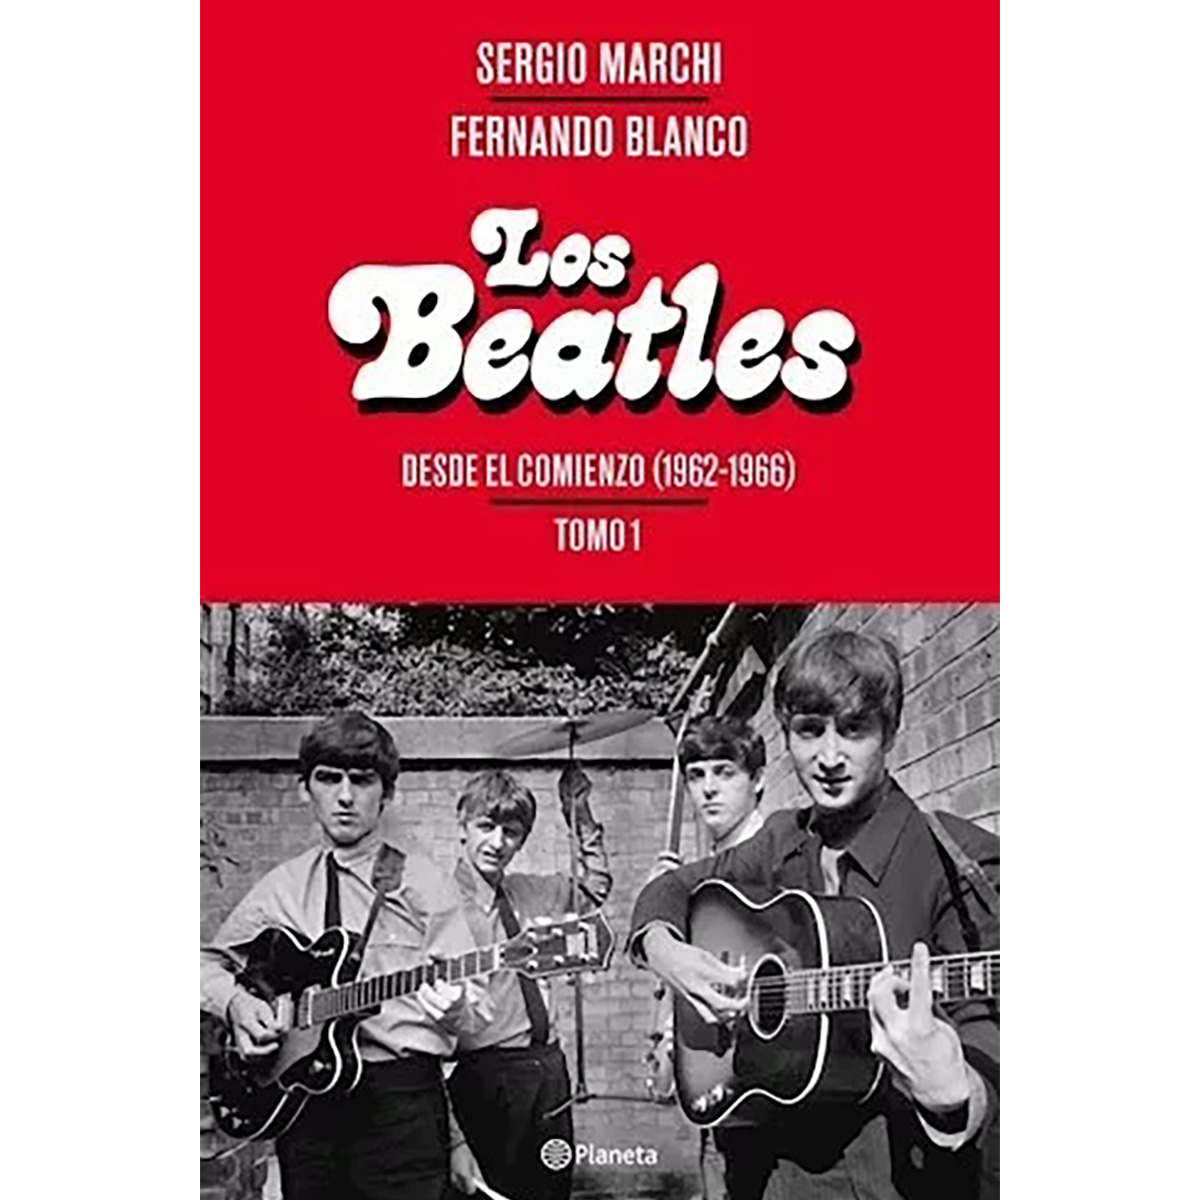 SERGIO MARCHI
FERNANDO BLANCO
Los
Beatles
DESDE EL COMIENZO (1962-1966)
TOMO 1
Planeta